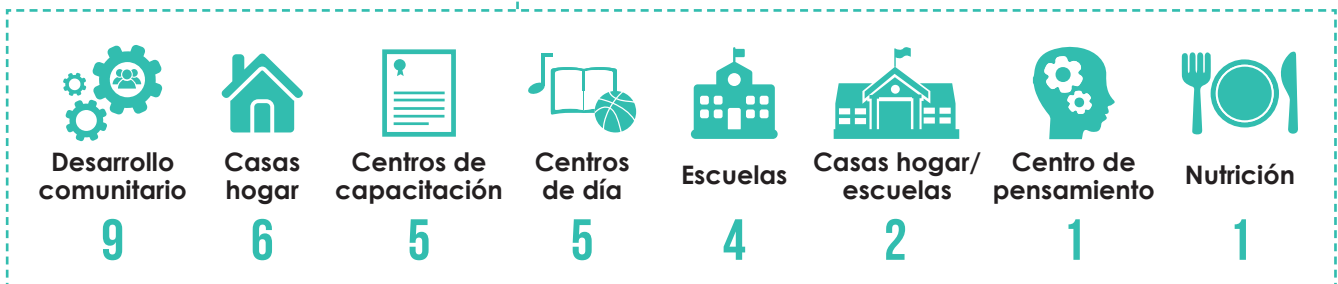 Desarrollo
comunitario
9
Casas
hogar
6
Centros de
capacitación
5
Centros
de día
5
Escuelas
4
Casas hogar/
escuelas
2
Centro de
pensamiento
1
Nutrición
1